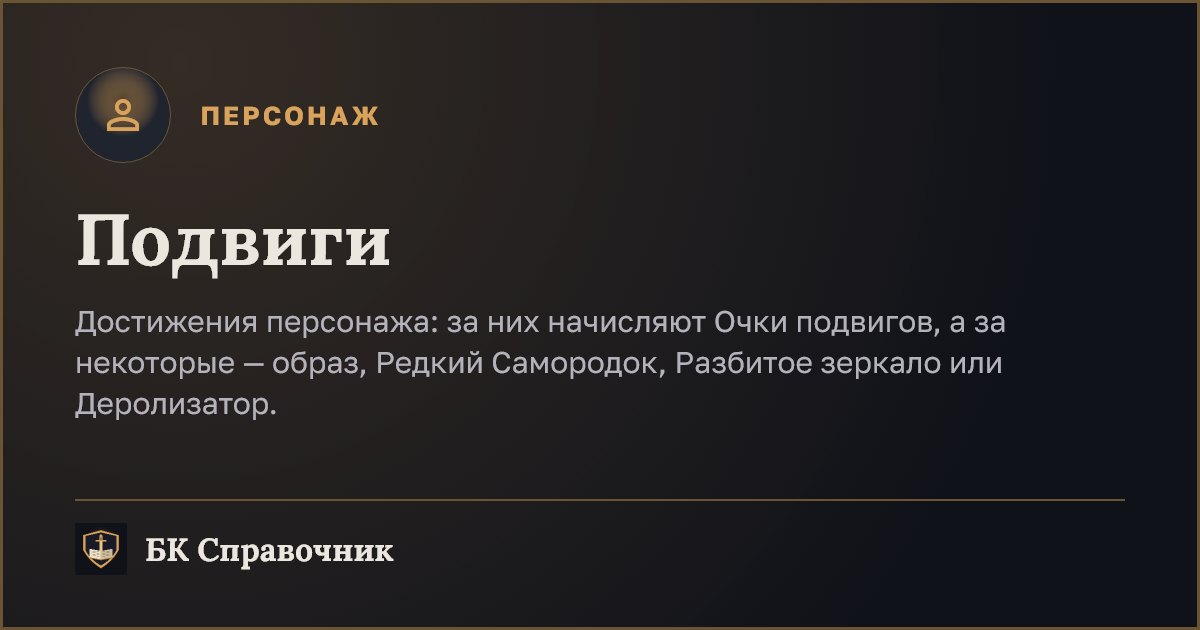 ПЕРСОНАЖ
Подвиги
Достижения персонажа: за них начисляют Очки подвигов, а за
некоторые — образ, Редкий Самородок, Разбитое зеркало или
Деролизатор.
БК Справочник